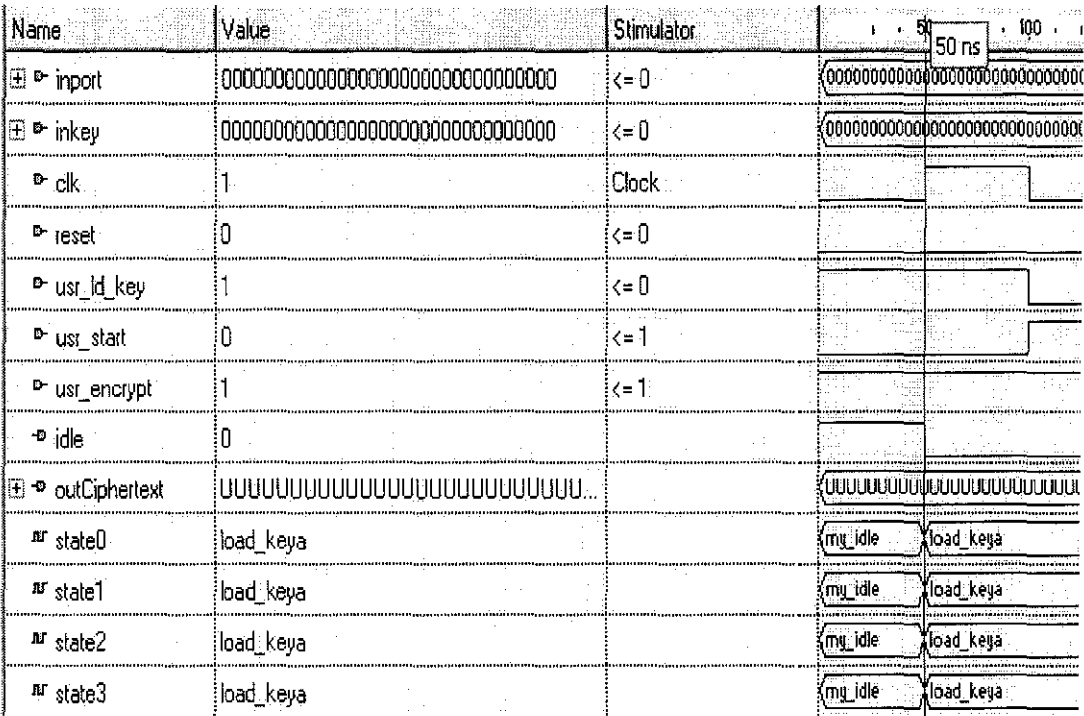 Name Value Stimulator 50 100
50 ns
inport 00000000000000000000000000000000 <= 0
inkey 00000000000000000000000000000000 <= 0
clk 1 Clock
reset 0 <= 0
usr_ld_key 1 <= 0
usr_start 0 <= 1
usr_encrypt 1 <= 1
idle 0
outCiphertext
state0 load_keya my_idle load_keya
state1 load_keya my_idle load_keya
state2 load_keya my_idle load_keya
state3 load_keya my_idle load_keya